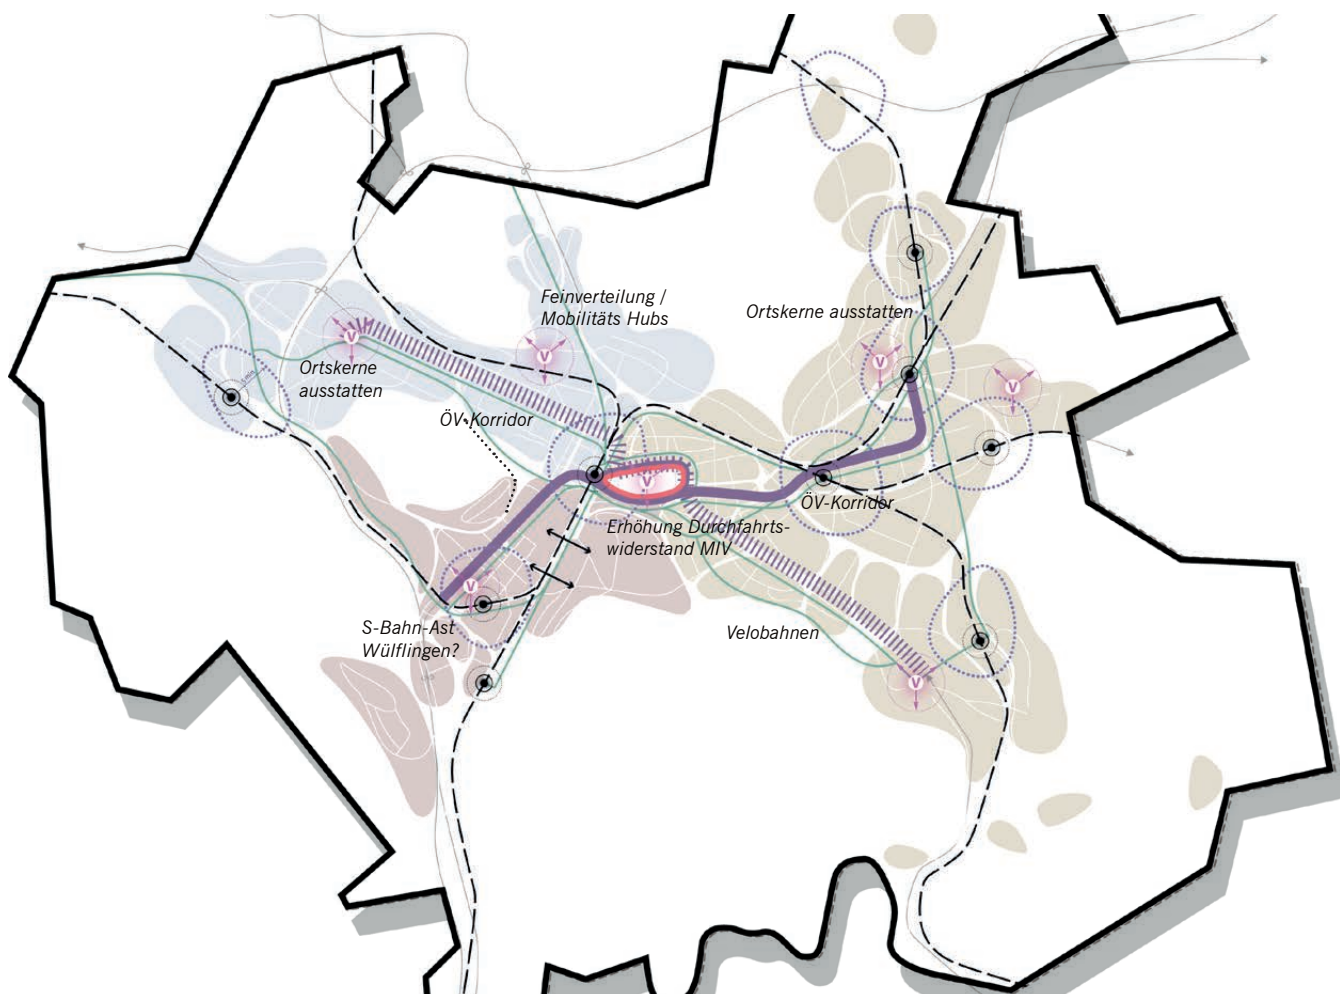 Feinverteilung /
Mobilitäts Hubs
Ortskerne ausstatten
Ortskerne
ausstatten
ÖV-Korridor
ÖV-Korridor
Erhöhung Durchfahrts-
widerstand MIV
S-Bahn-Ast
Wülflingen?
Velobahnen
V
V
V
V
V
V
V